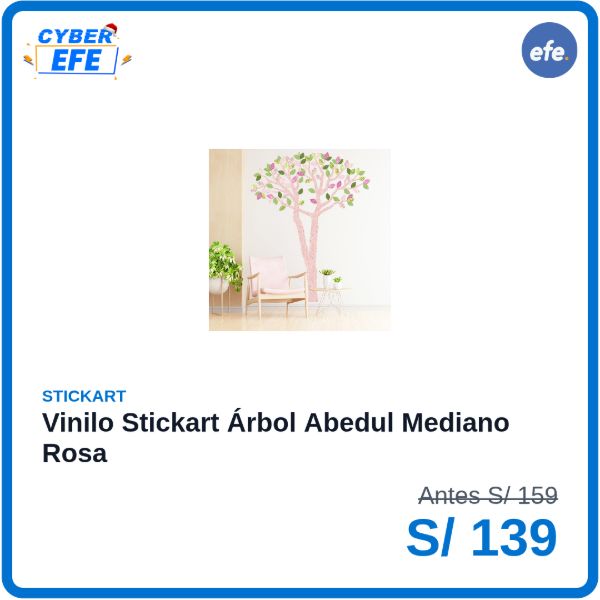 CYBER
EFE
efe.
STICKART
Vinilo Stickart Árbol Abedul Mediano
Rosa
Antes S/ 159
S/ 139